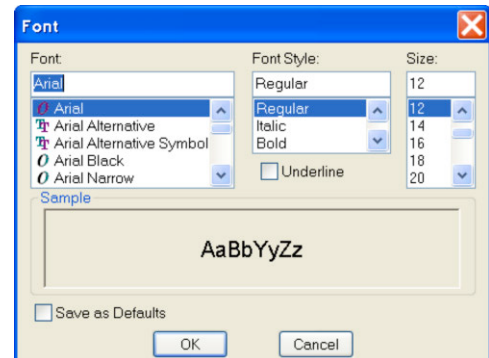 Font
Font: Font Style: Size:
Arial Regular 12
Arial Regular 12
Arial Alternative Italic 14
Arial Alternative Symbol Bold 16
Arial Black 18
Arial Narrow Underline 20
Sample
AaBbYyZz
Save as Defaults
OK Cancel